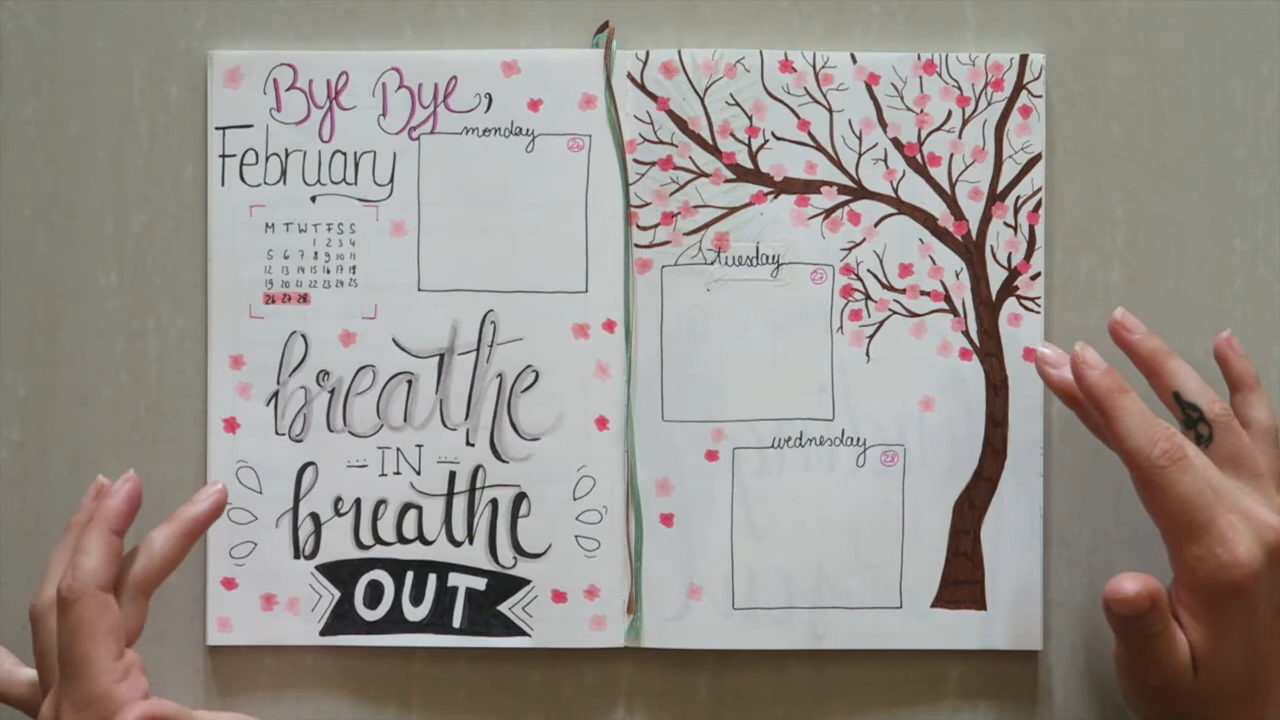 Bye Bye,
February
M T W T F S S
1 2 3 4
5 6 7 8 9 10 11
12 13 14 15 16 17 18
19 20 21 22 23 24 25
26 27 28
monday
26
breathe
IN
breathe
OUT
tuesday
27
wednesday
28